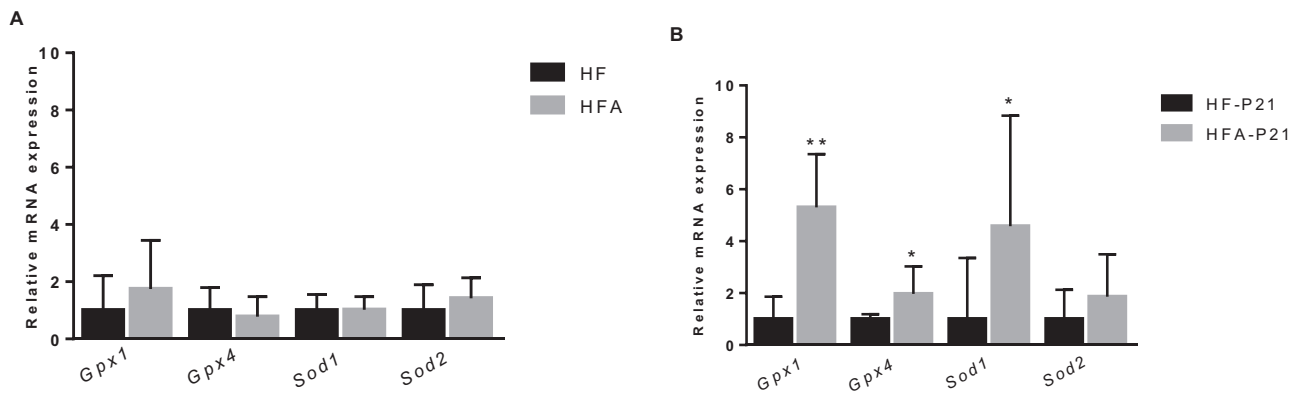 A
Relative mRNA expression
10
8
6
4
2
0
Gpx1
Gpx4
Sod1
Sod2
HF
HFA
B
Relative mRNA expression
10
8
6
4
2
0
**
*
*
Gpx1
Gpx4
Sod1
Sod2
HF-P21
HFA-P21